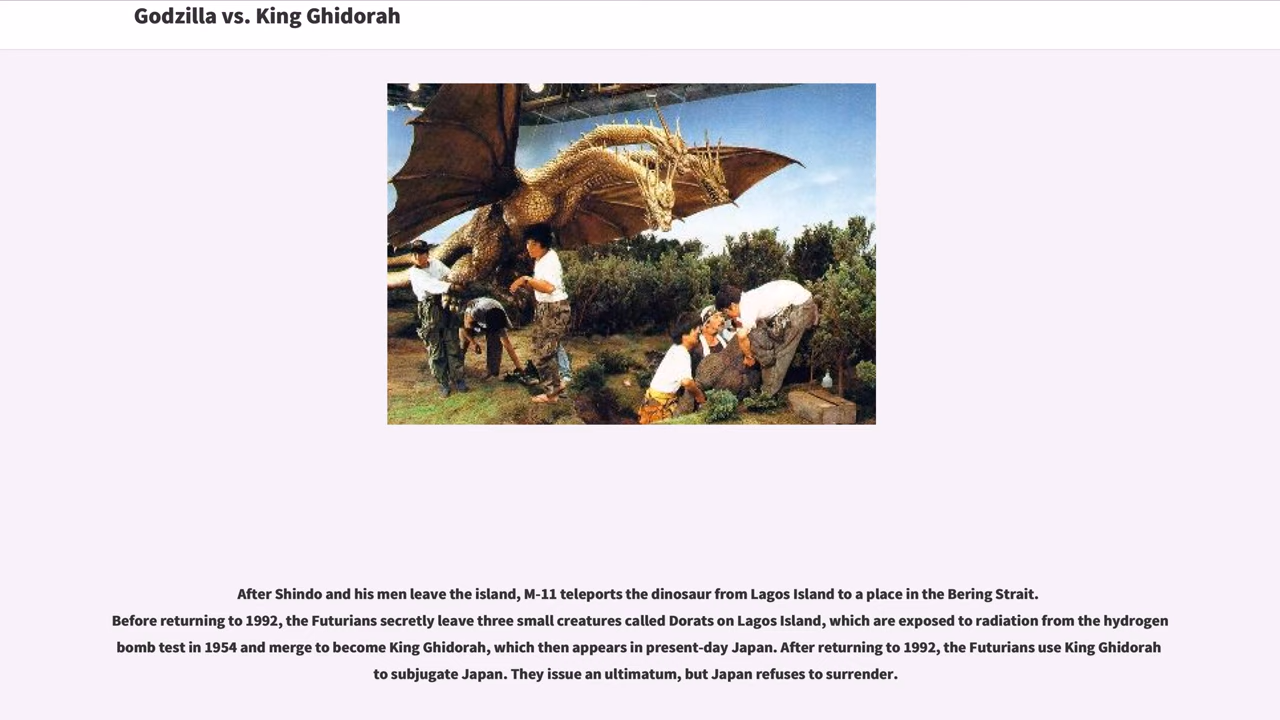 Godzilla vs. King Ghidorah
After Shindo and his men leave the island, M-11 teleports the dinosaur from Lagos Island to a place in the Bering Strait.
Before returning to 1992, the Futurians secretly leave three small creatures called Dorats on Lagos Island, which are exposed to radiation from the hydrogen
bomb test in 1954 and merge to become King Ghidorah, which then appears in present-day Japan. After returning to 1992, the Futurians use King Ghidorah
to subjugate Japan. They issue an ultimatum, but Japan refuses to surrender.